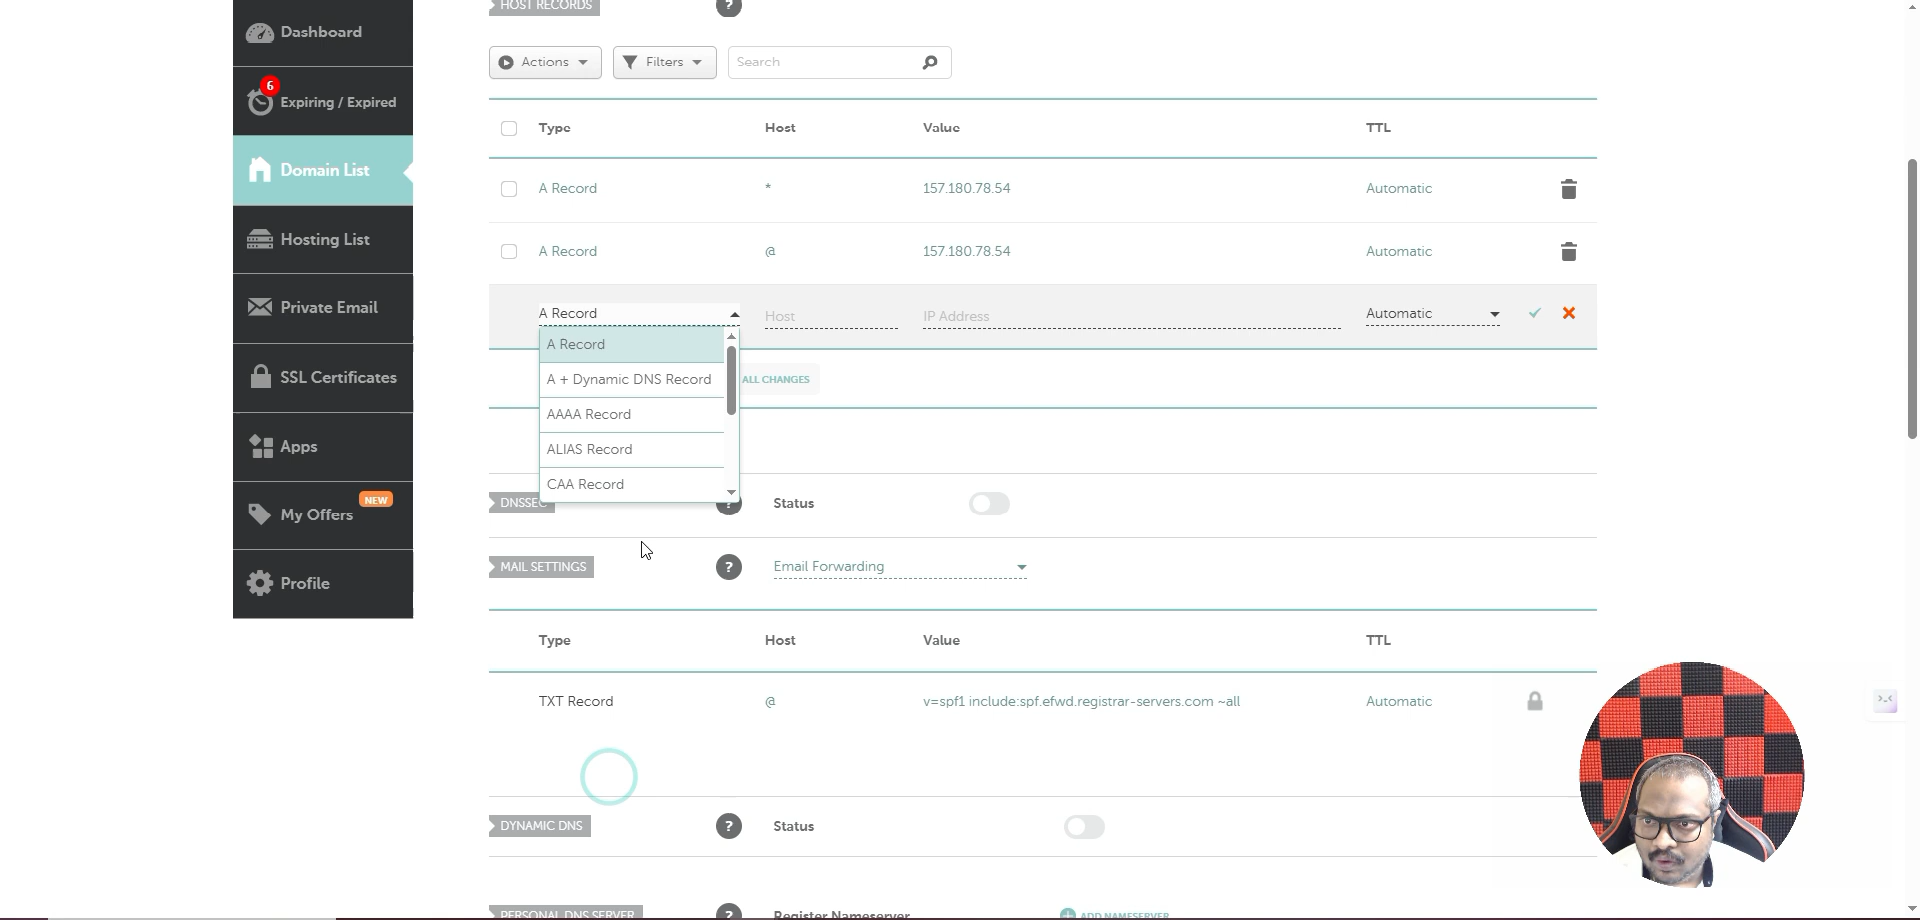 HOST RECORDS
?
Dashboard
6
Expiring / Expired
Domain List
Hosting List
Private Email
SSL Certificates
Apps
NEW
My Offers
Profile
Actions
Filters
Search
Type Host Value TTL
A Record * 157.180.78.54 Automatic
A Record @ 157.180.78.54 Automatic
A Record Host IP Address Automatic
A Record
A + Dynamic DNS Record
AAAA Record
ALIAS Record
CAA Record
ALL CHANGES
DNSSEC ? Status
MAIL SETTINGS ? Email Forwarding
Type Host Value TTL
TXT Record @ v=spf1 include:spf.efwd.registrar-servers.com ~all Automatic
DYNAMIC DNS ? Status
PERSONAL DNS SERVER ? Register Nameserver ADD NAMESERVER